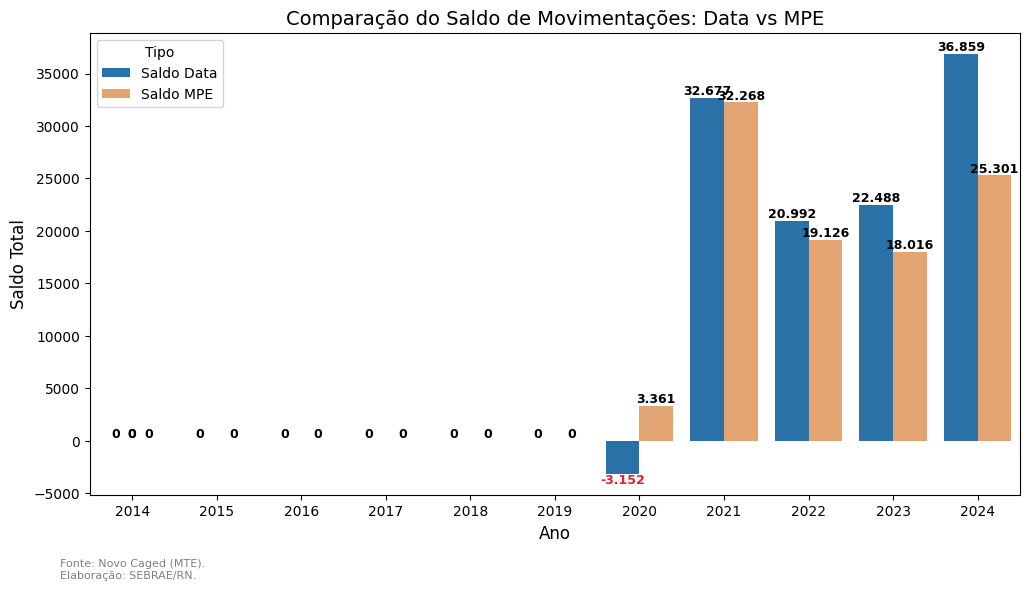 Comparação do Saldo de Movimentações: Data vs MPE
Tipo
Saldo Data
Saldo MPE
Saldo Total
35000
30000
25000
20000
15000
10000
5000
0
−5000
0 0 0
0 0
0 0
0 0
0 0
0 0
-3.152
3.361
32.677
32.268
20.992
19.126
22.488
18.016
36.859
25.301
2014 2015 2016 2017 2018 2019 2020 2021 2022 2023 2024
Ano
Fonte: Novo Caged (MTE).
Elaboração: SEBRAE/RN.